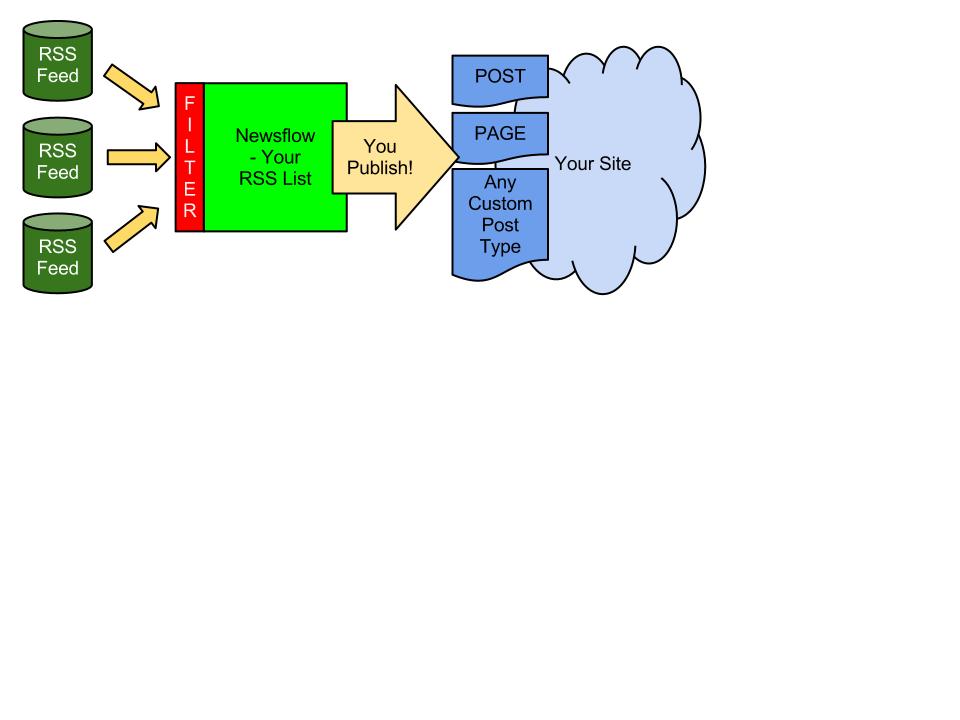 RSS
Feed
RSS
Feed
RSS
Feed
F
I
L
T
E
R
Newsflow
- Your
RSS List
You
Publish!
POST
PAGE
Any
Custom
Post
Type
Your Site